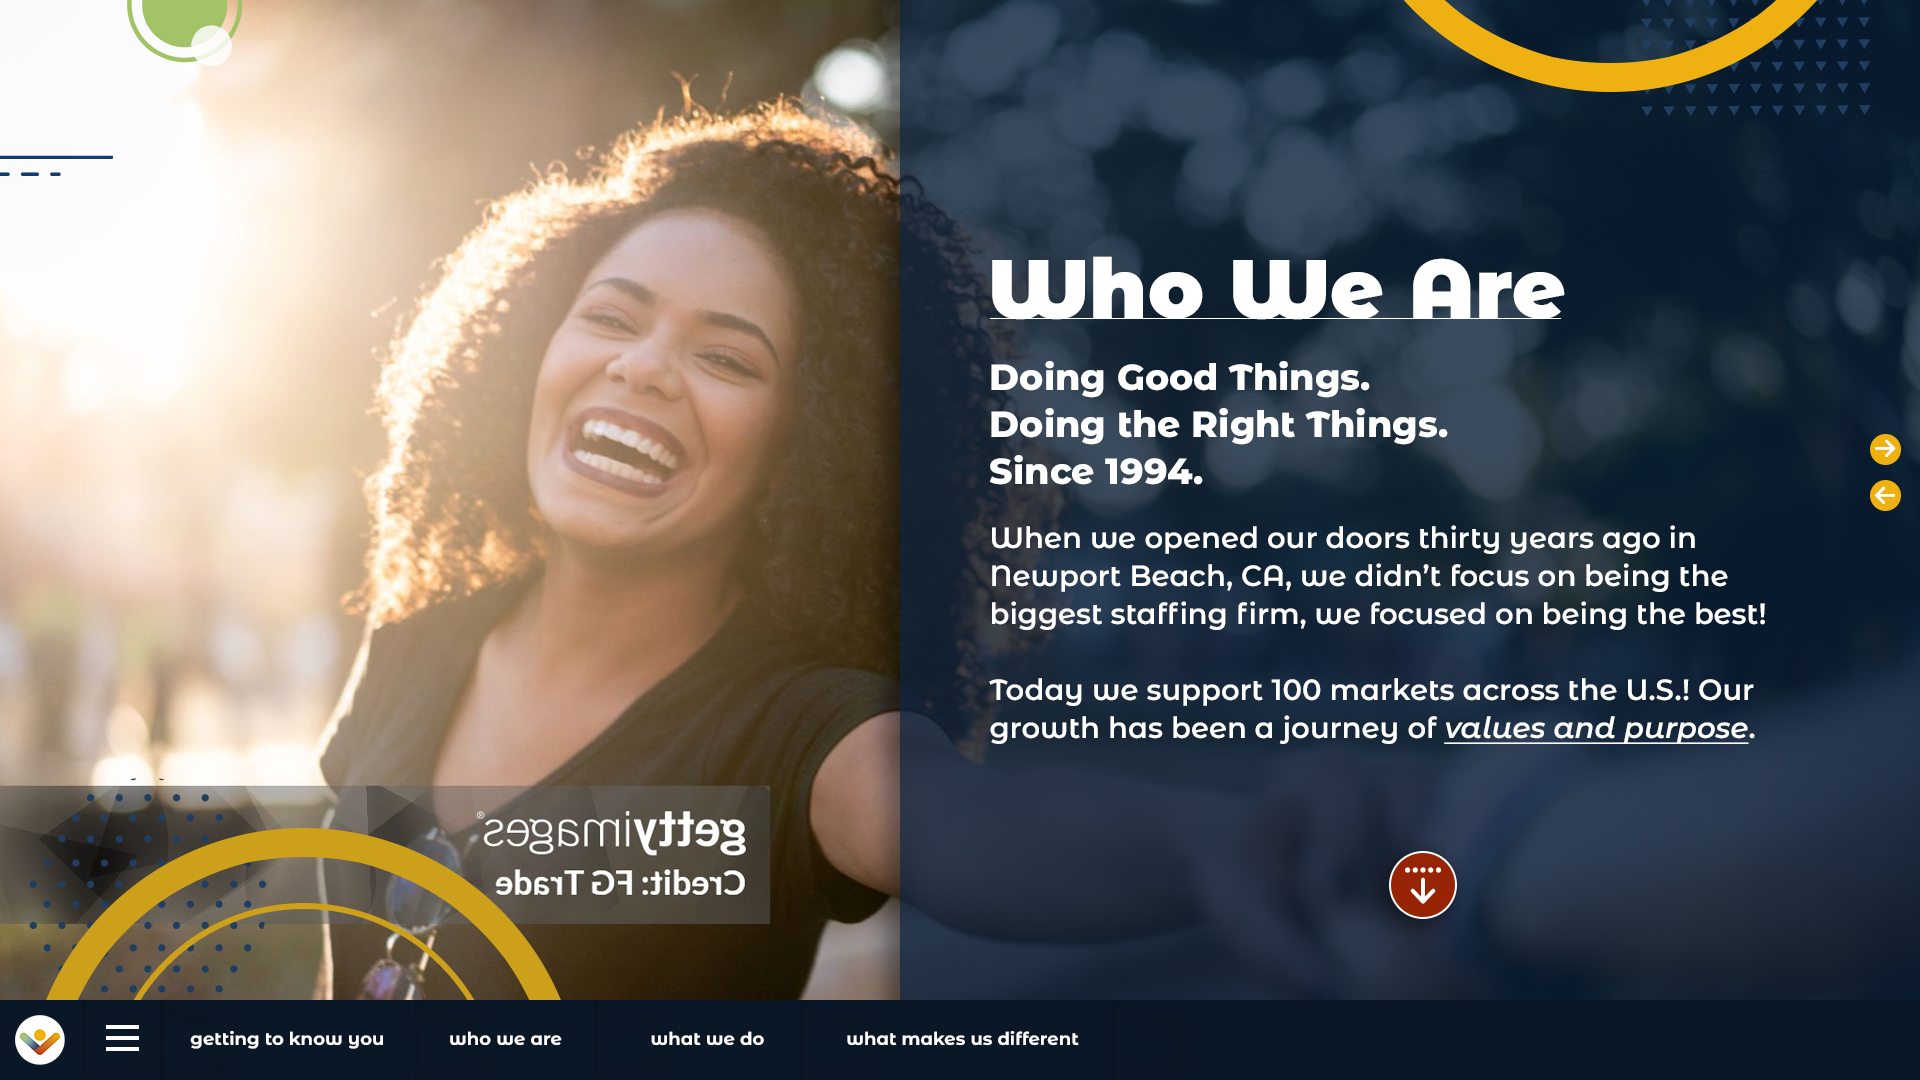 Who We Are
Doing Good Things.
Doing the Right Things.
Since 1994.
When we opened our doors thirty years ago in
Newport Beach, CA, we didn’t focus on being the
biggest staffing firm, we focused on being the best!
Today we support 100 markets across the U.S.! Our
growth has been a journey of values and purpose.
gettyimages®
Credit: FG Trade
getting to know you
who we are
what we do
what makes us different